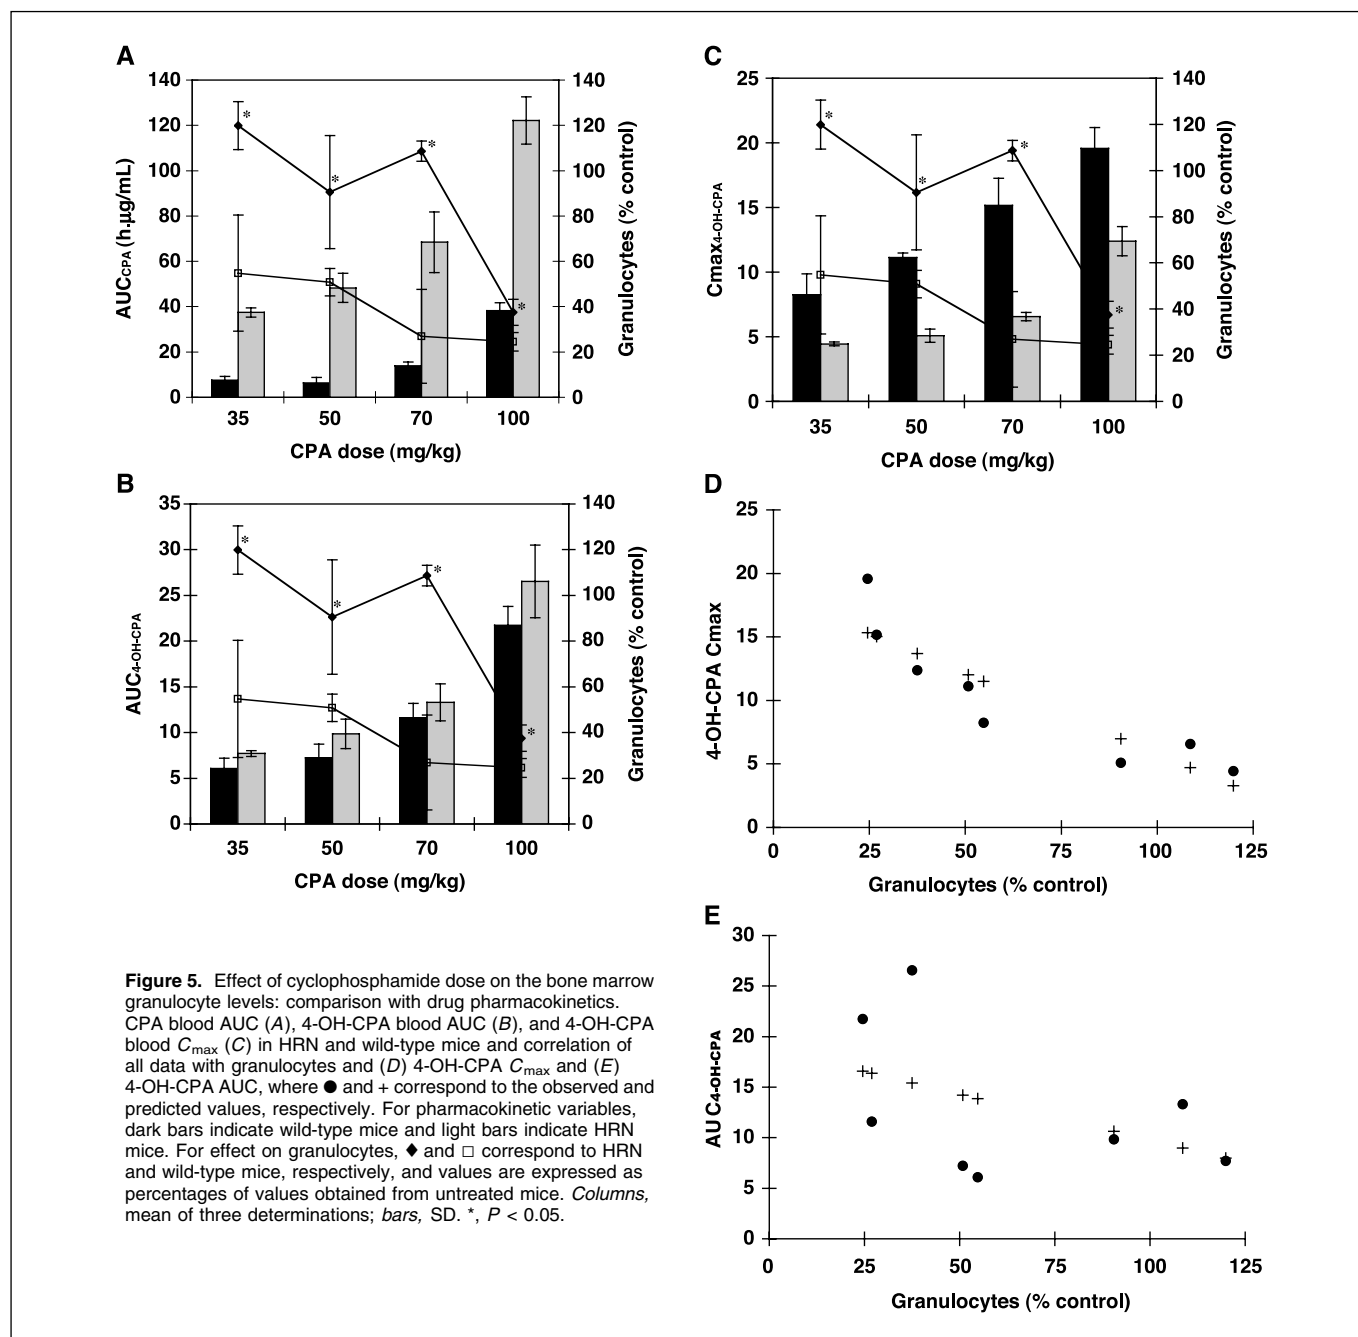 A
140
120
100
80
60
40
20
0
AUCCPA (h.µg/mL)
140
120
100
80
60
40
20
0
Granulocytes (% control)
* * * *
35 50 70 100
CPA dose (mg/kg)
B
35
30
25
20
15
10
5
0
AUC4-OH-CPA
140
120
100
80
60
40
20
0
Granulocytes (% control)
* * * *
35 50 70 100
CPA dose (mg/kg)
Figure 5. Effect of cyclophosphamide dose on the bone marrow
granulocyte levels: comparison with drug pharmacokinetics.
CPA blood AUC (A), 4-OH-CPA blood AUC (B), and 4-OH-CPA
blood Cmax (C) in HRN and wild-type mice and correlation of
all data with granulocytes and (D) 4-OH-CPA Cmax and (E)
4-OH-CPA AUC, where ● and + correspond to the observed and
predicted values, respectively. For pharmacokinetic variables,
dark bars indicate wild-type mice and light bars indicate HRN
mice. For effect on granulocytes, ◆ and □ correspond to HRN
and wild-type mice, respectively, and values are expressed as
percentages of values obtained from untreated mice. Columns,
mean of three determinations; bars, SD. *, P < 0.05.
C
25
20
15
10
5
0
Cmax4-OH-CPA
140
120
100
80
60
40
20
0
Granulocytes (% control)
* * * *
35 50 70 100
CPA dose (mg/kg)
D
25
20
15
10
5
0
4-OH-CPA Cmax
0 25 50 75 100 125
Granulocytes (% control)
E
30
25
20
15
10
5
0
AUC4-OH-CPA
0 25 50 75 100 125
Granulocytes (% control)